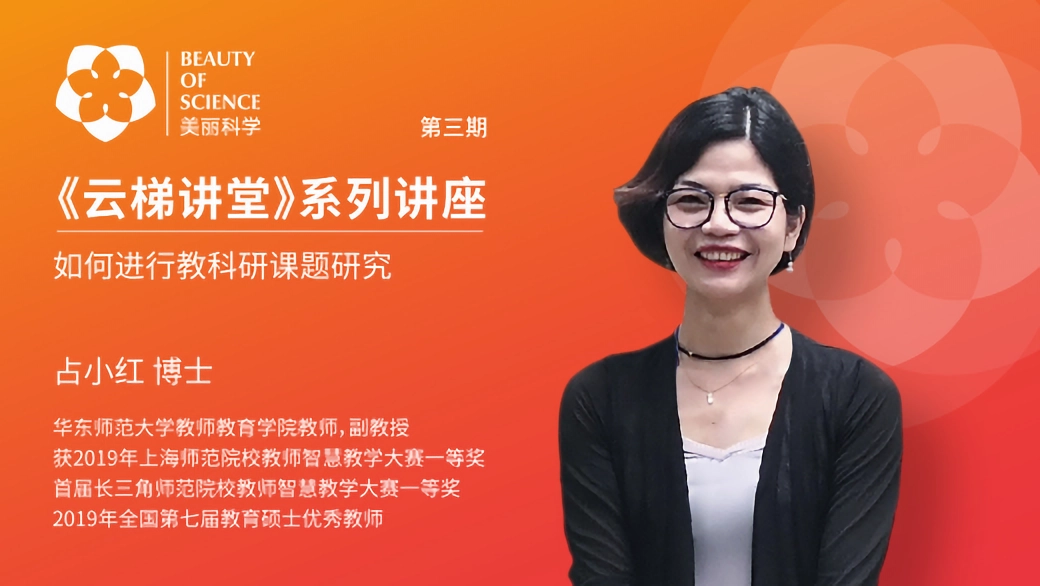 BEAUTY
OF
SCIENCE
美丽科学
第三期
《云梯讲堂》系列讲座
如何进行教科研课题研究
占小红 博士
华东师范大学教师教育学院教师，副教授
获2019年上海师范院校教师智慧教学大赛一等奖
首届长三角师范院校教师智慧教学大赛一等奖
2019年全国第七届教育硕士优秀教师